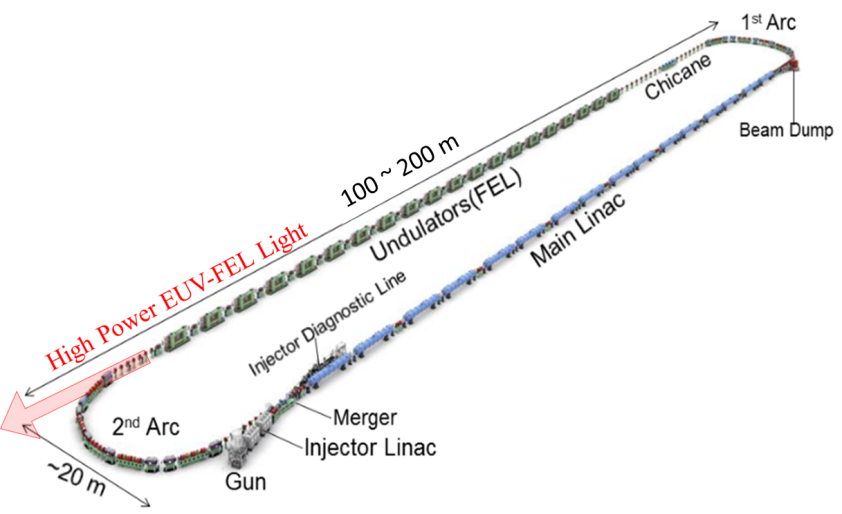 1st Arc
Chicane
Beam Dump
100 ~ 200 m
Undulators(FEL)
Main Linac
High Power EUV-FEL Light
Injector Diagnostic Line
Merger
2nd Arc
Injector Linac
~20 m
Gun